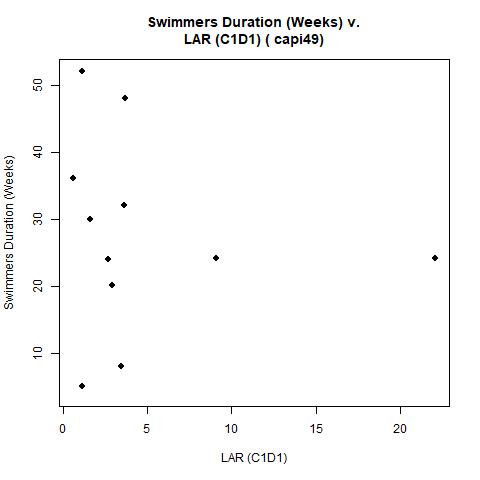 Swimmers Duration (Weeks) v.
LAR (C1D1) ( capi49)
Swimmers Duration (Weeks)
50
40
30
20
10
0
5
10
15
20
LAR (C1D1)